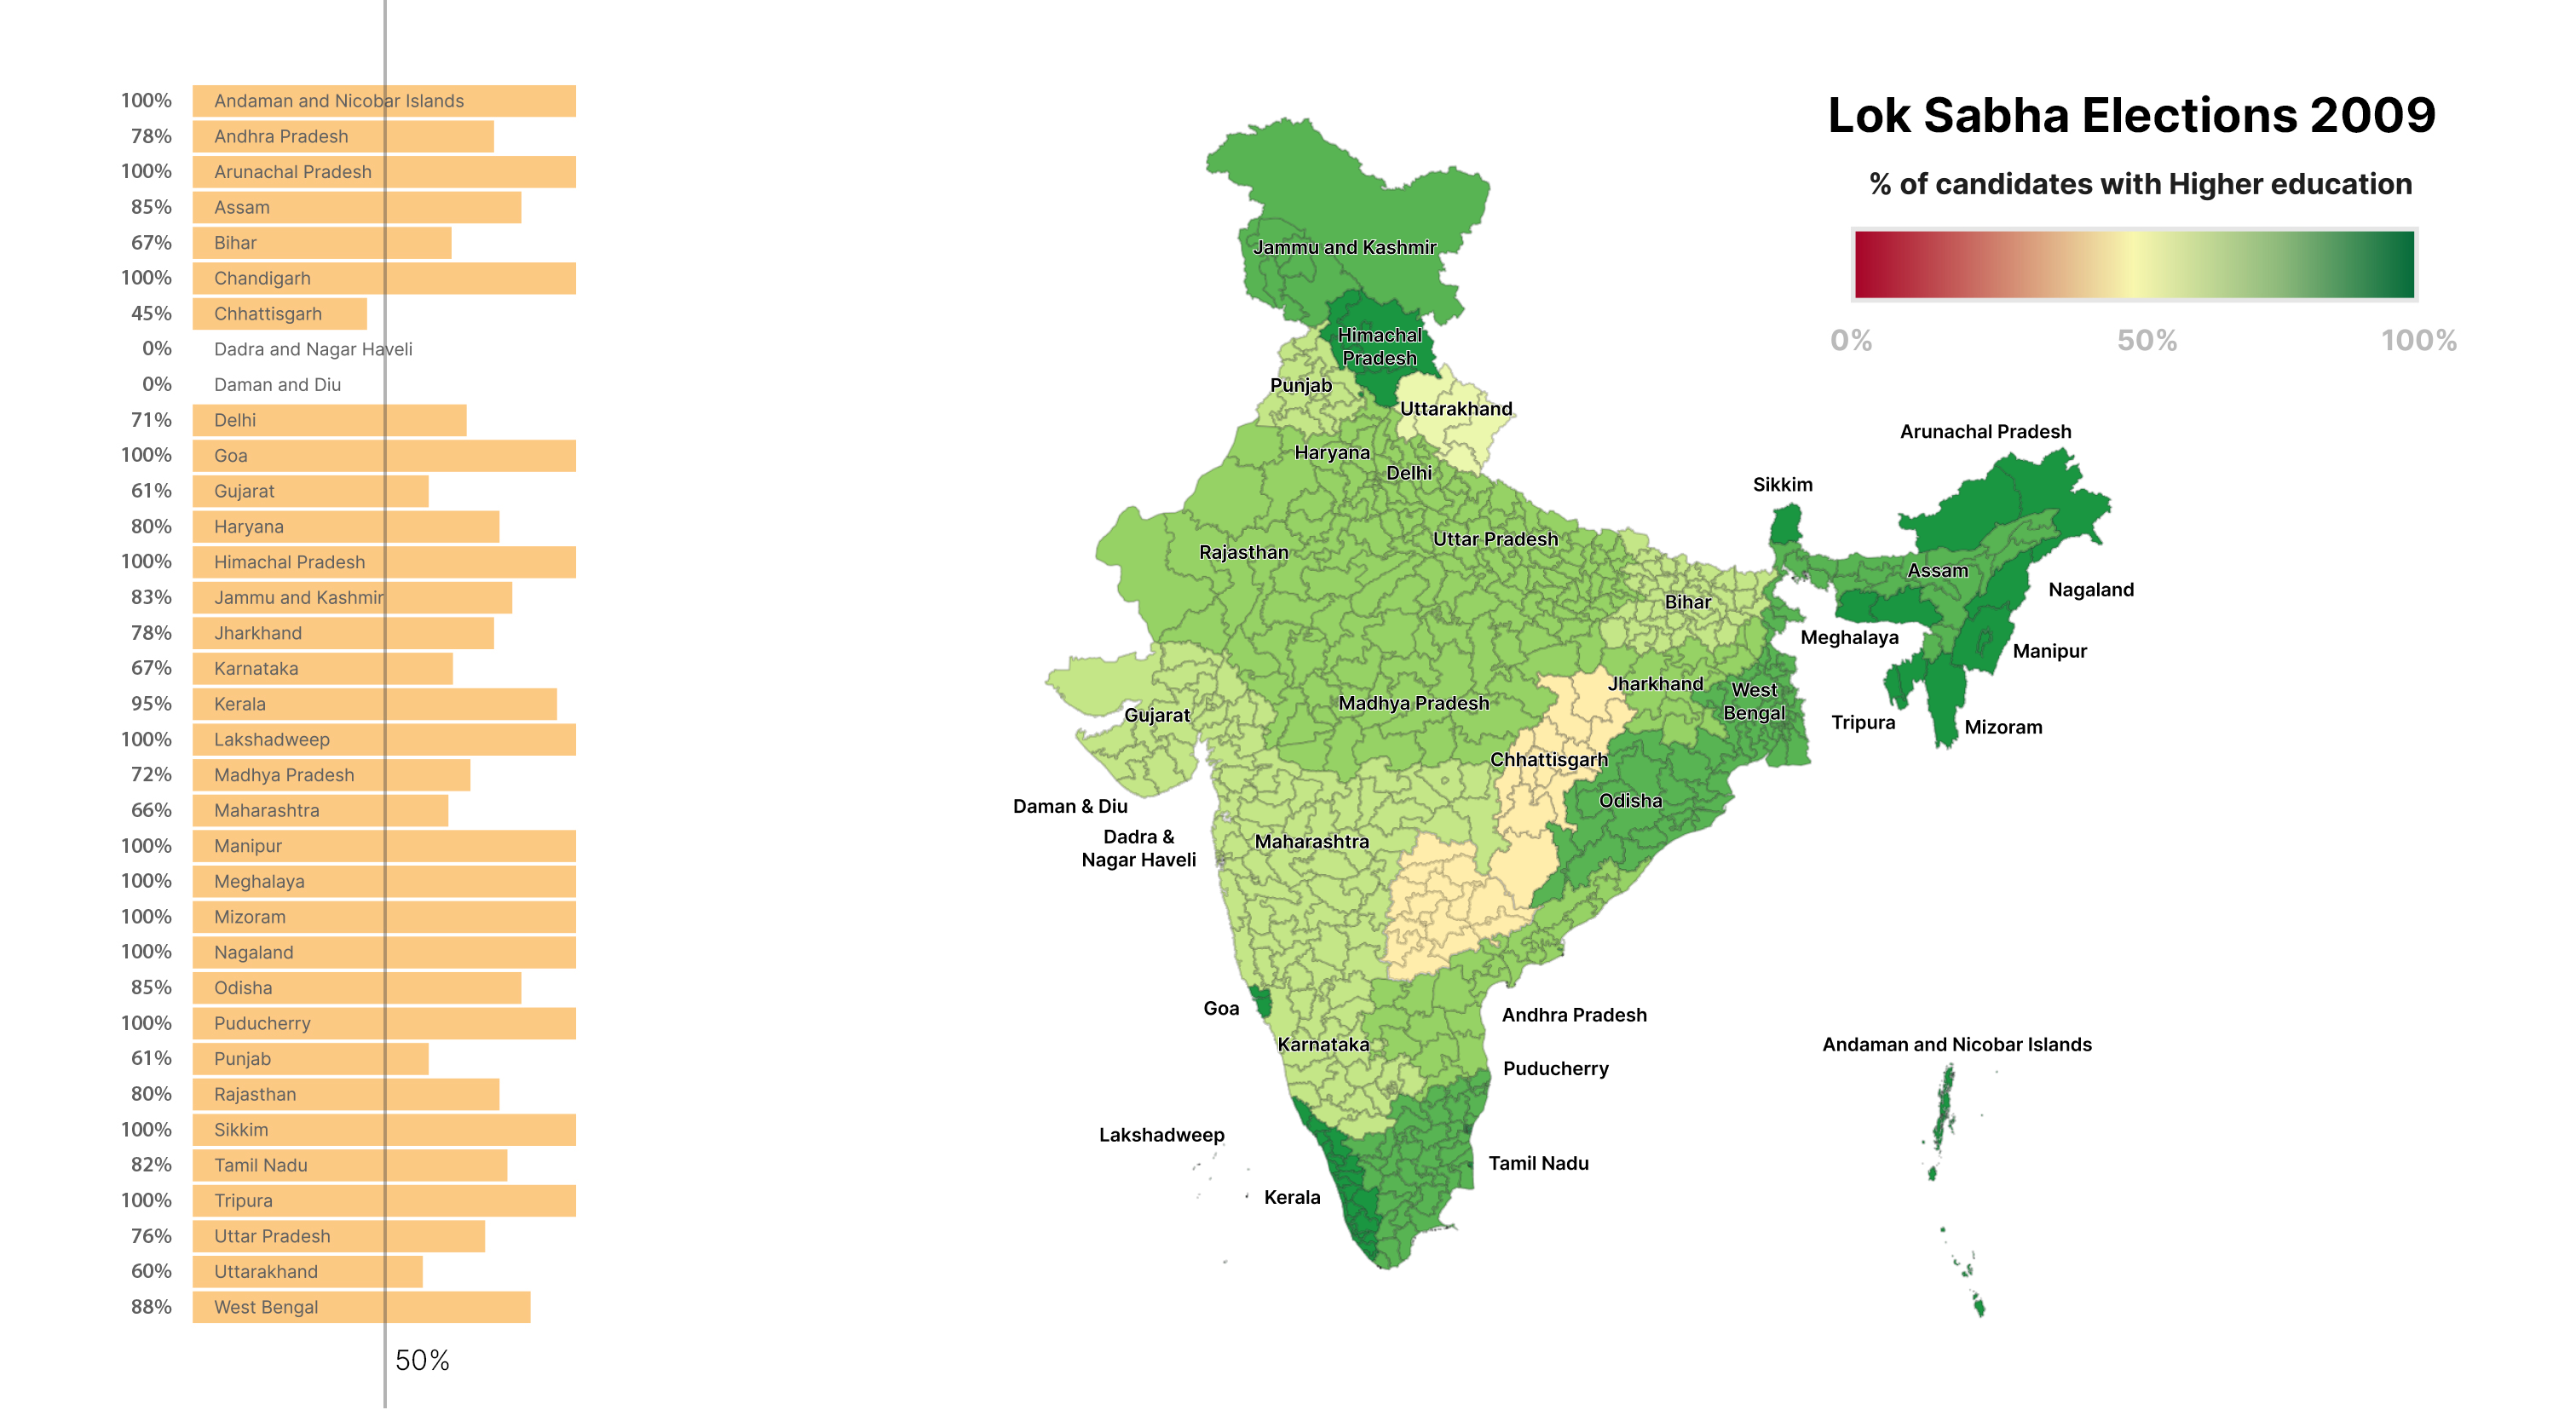 100% Andaman and Nicobar Islands
78% Andhra Pradesh
100% Arunachal Pradesh
85% Assam
67% Bihar
100% Chandigarh
45% Chhattisgarh
0% Dadra and Nagar Haveli
0% Daman and Diu
71% Delhi
100% Goa
61% Gujarat
80% Haryana
100% Himachal Pradesh
83% Jammu and Kashmir
78% Jharkhand
67% Karnataka
95% Kerala
100% Lakshadweep
72% Madhya Pradesh
66% Maharashtra
100% Manipur
100% Meghalaya
100% Mizoram
100% Nagaland
85% Odisha
100% Puducherry
61% Punjab
80% Rajasthan
100% Sikkim
82% Tamil Nadu
100% Tripura
76% Uttar Pradesh
60% Uttarakhand
88% West Bengal
50%
Lok Sabha Elections 2009
% of candidates with Higher education
0% 50% 100%
Jammu and Kashmir
Himachal
Pradesh
Punjab
Uttarakhand
Haryana
Delhi
Arunachal Pradesh
Sikkim
Rajasthan
Uttar Pradesh
Assam
Nagaland
Bihar
Meghalaya
Manipur
Jharkhand
West
Bengal
Madhya Pradesh
Gujarat
Tripura
Mizoram
Chhattisgarh
Odisha
Daman & Diu
Dadra &
Nagar Haveli
Maharashtra
Goa
Andhra Pradesh
Karnataka
Andaman and Nicobar Islands
Puducherry
Lakshadweep
Tamil Nadu
Kerala